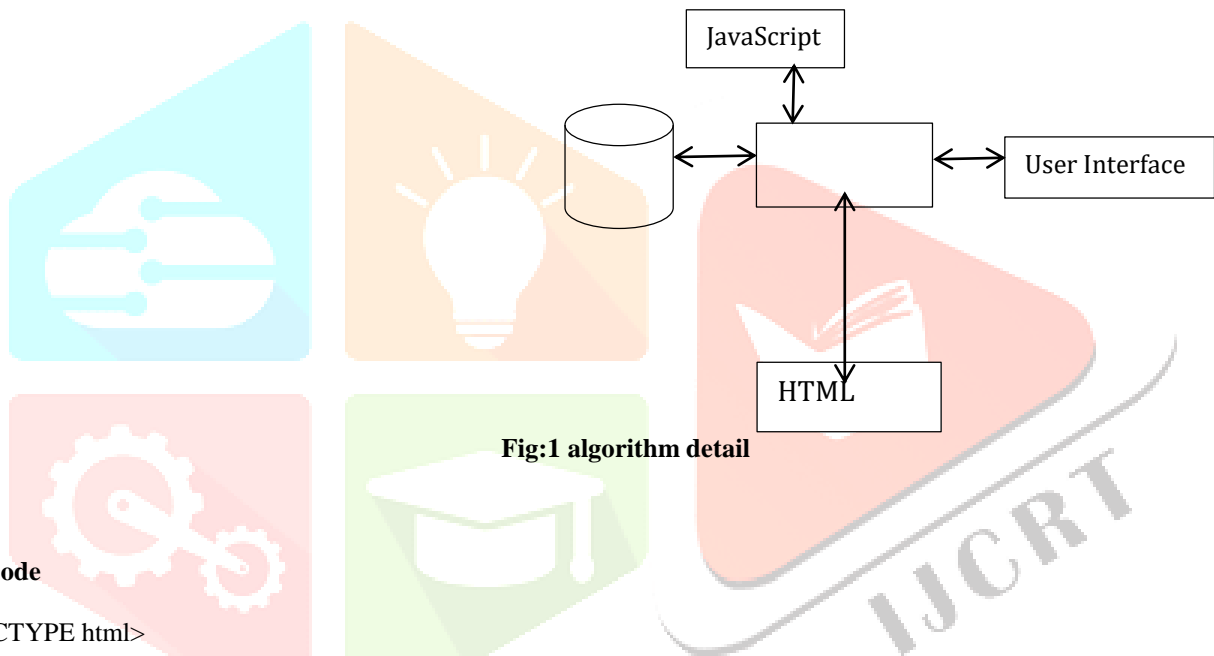 JavaScript
User Interface
HTML
Fig:1 algorithm detail
ode
CTYPE html>
IJCRT